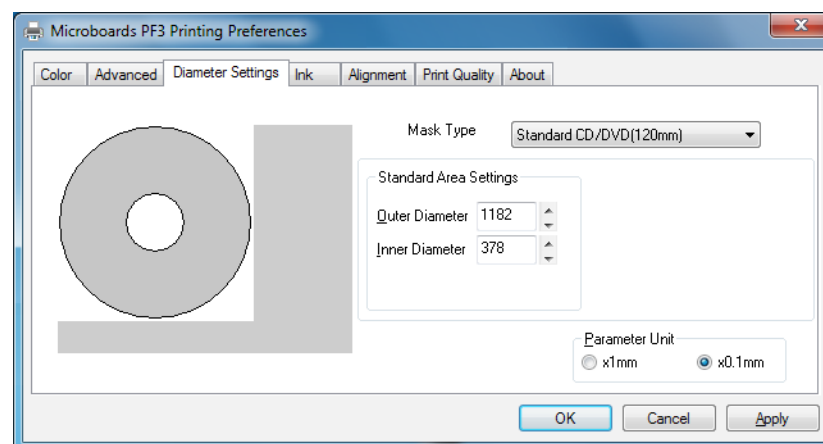 Microboards PF3 Printing Preferences
Color Advanced Diameter Settings Ink Alignment Print Quality About
Mask Type Standard CD/DVD(120mm)
Standard Area Settings
Outer Diameter 1182
Inner Diameter 378
Parameter Unit
x1mm x0.1mm
OK Cancel Apply